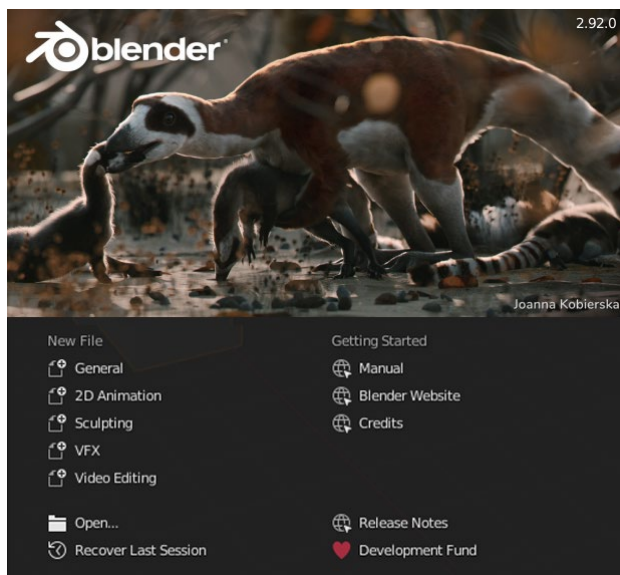 2.92.0
blender
Joanna Kobierska
New File
General
2D Animation
Sculpting
VFX
Video Editing
Open...
Recover Last Session
Getting Started
Manual
Blender Website
Credits
Release Notes
Development Fund